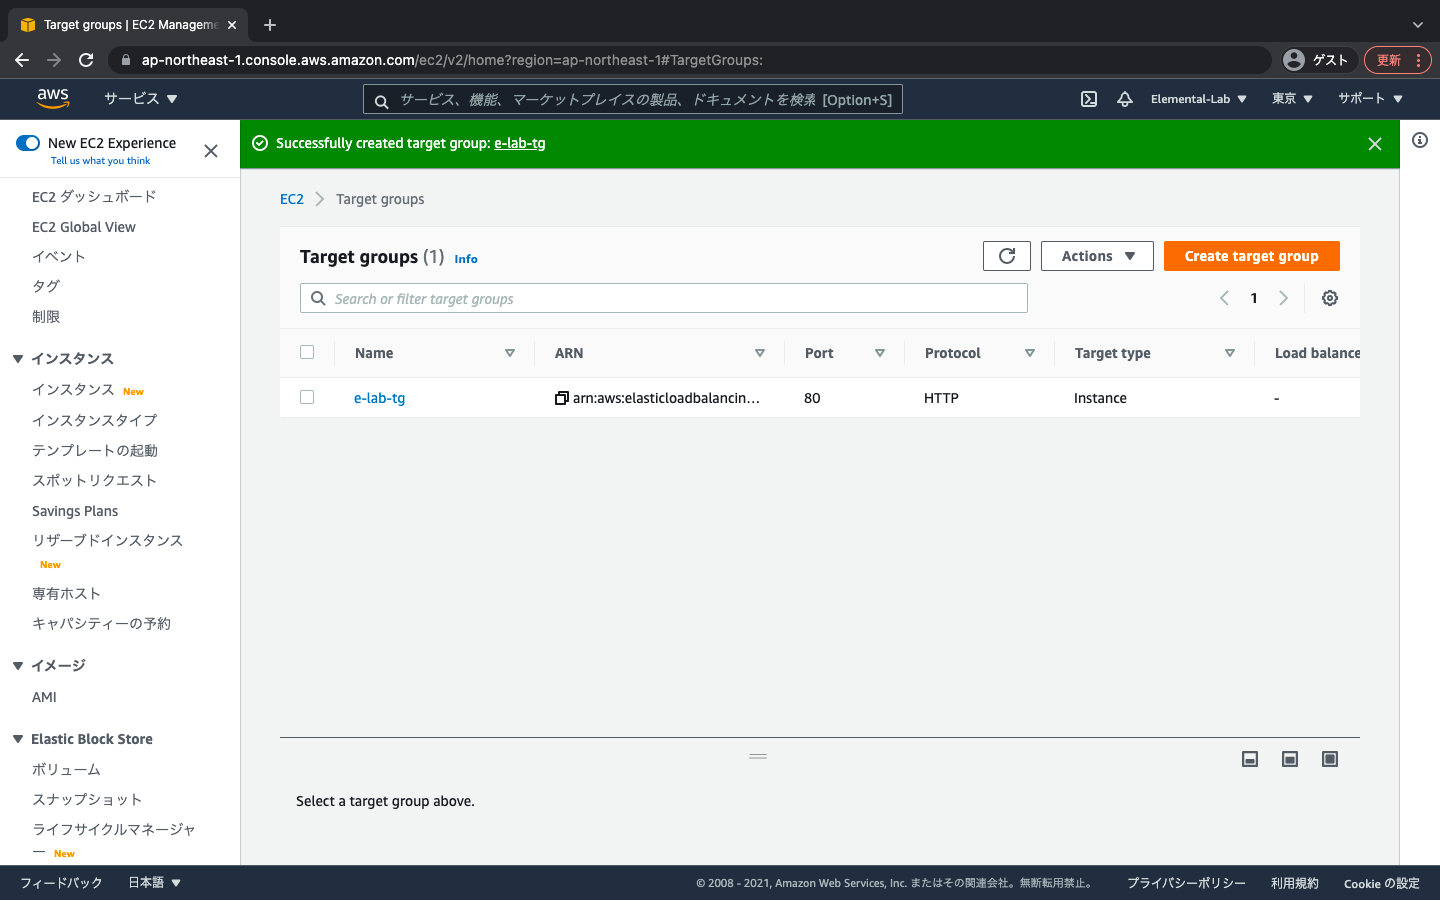 Target groups | EC2 Manageme
ap-northeast-1.console.aws.amazon.com/ec2/v2/home?region=ap-northeast-1#TargetGroups:
ゲスト
更新
aws
サービス
サービス、機能、マーケットプレイスの製品、ドキュメントを検索 [Option+S]
Elemental-Lab
東京
サポート
New EC2 Experience
Tell us what you think
Successfully created target group: e-lab-tg
EC2 ダッシュボード
EC2 Global View
イベント
タグ
制限
インスタンス
インスタンス New
インスタンスタイプ
テンプレートの起動
スポットリクエスト
Savings Plans
リザーブドインスタンス
New
専有ホスト
キャパシティーの予約
イメージ
AMI
Elastic Block Store
ボリューム
スナップショット
ライフサイクルマネージャ
ー New
EC2 Target groups
Target groups (1) Info
Actions
Create target group
Search or filter target groups
1
Name ARN Port Protocol Target type Load balance
e-lab-tg arn:aws:elasticloadbalancin... 80 HTTP Instance -
Select a target group above.
フィードバック
日本語
© 2008 - 2021, Amazon Web Services, Inc. またはその関連会社。無断転用禁止。
プライバシーポリシー
利用規約
Cookie の設定